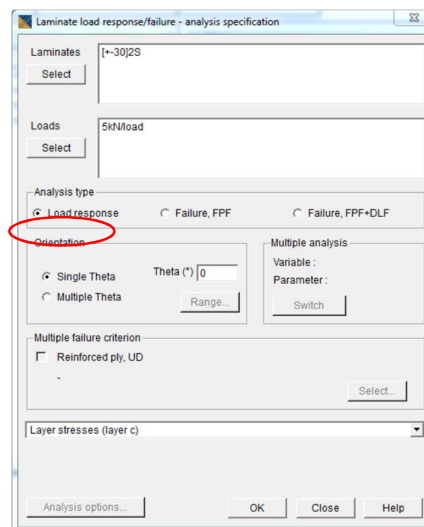 Laminate load response/failure - analysis specification
Laminates
[+-30]2S
Select
Loads
5kN/load
Select
Analysis type
Load response
Failure, FPF
Failure, FPF+DLF
Orientation
Multiple analysis
Single Theta
Theta (°) 0
Variable :
Parameter :
Multiple Theta
Range...
Switch
Multiple failure criterion
Reinforced ply, UD
-
Select...
Layer stresses (layer c)
Analysis options...
OK
Close
Help